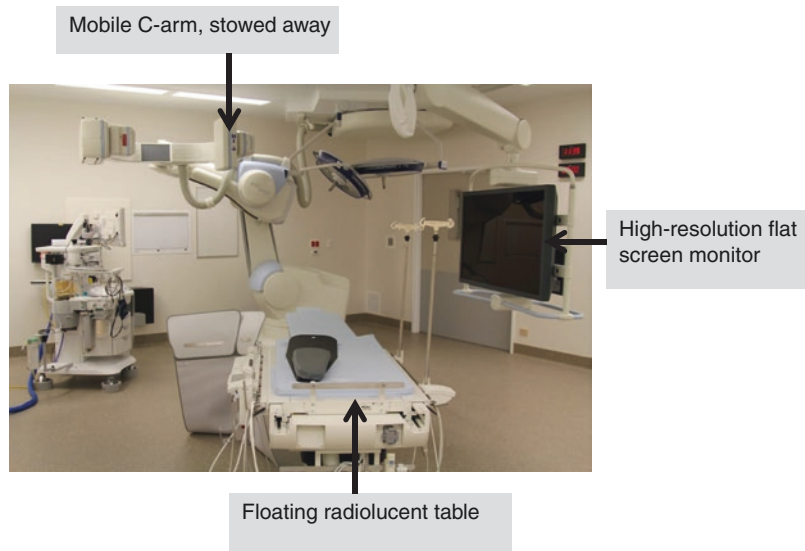 Mobile C-arm, stowed away
High-resolution flat
screen monitor
Floating radiolucent table